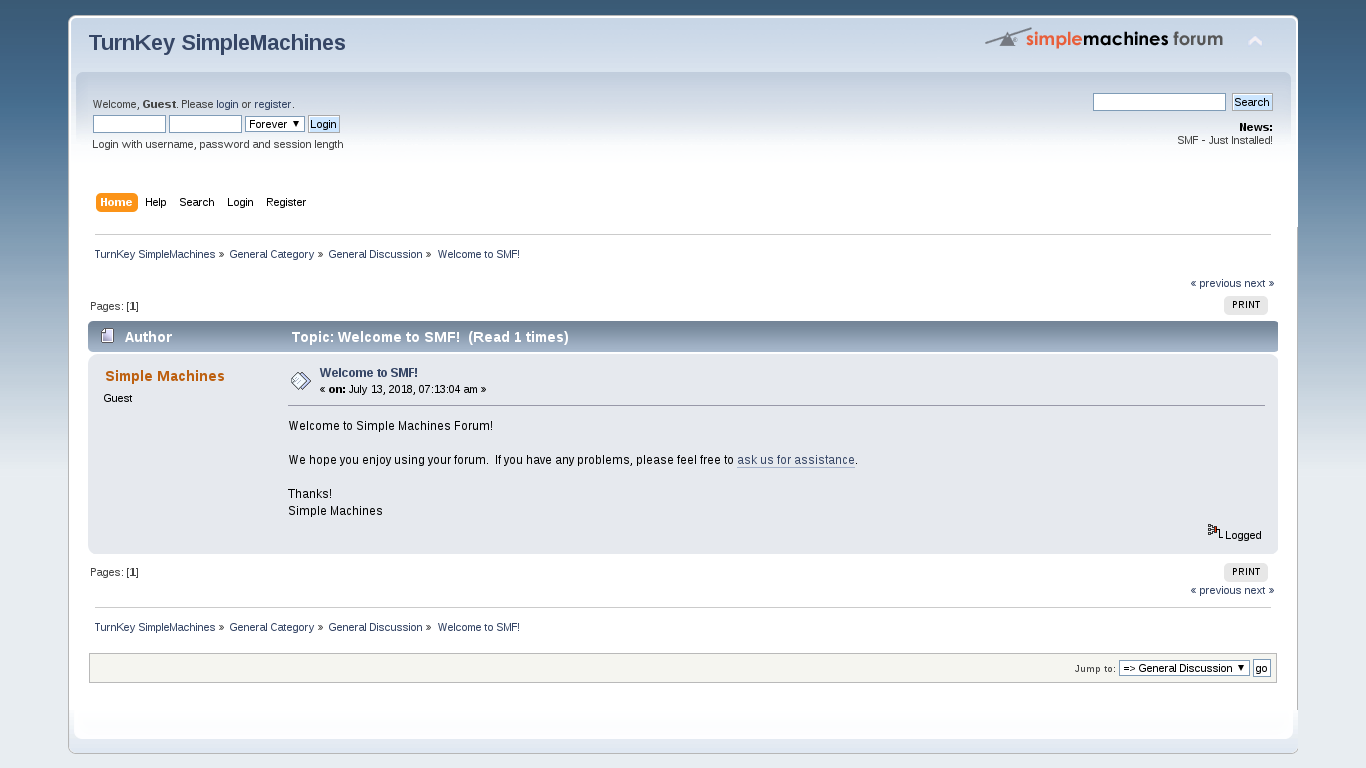 TurnKey SimpleMachines
simplemachines forum
Welcome, Guest. Please login or register.
Search
Forever ▼ Login
News:
Login with username, password and session length
SMF - Just Installed!
Home Help Search Login Register
TurnKey SimpleMachines » General Category » General Discussion » Welcome to SMF!
« previous next »
Pages: [1]
PRINT
Author Topic: Welcome to SMF! (Read 1 times)
Simple Machines
Guest
Welcome to SMF!
« on: July 13, 2018, 07:13:04 am »
Welcome to Simple Machines Forum!
We hope you enjoy using your forum. If you have any problems, please feel free to ask us for assistance.
Thanks!
Simple Machines
Logged
Pages: [1]
PRINT
« previous next »
TurnKey SimpleMachines » General Category » General Discussion » Welcome to SMF!
Jump to: => General Discussion ▼ go